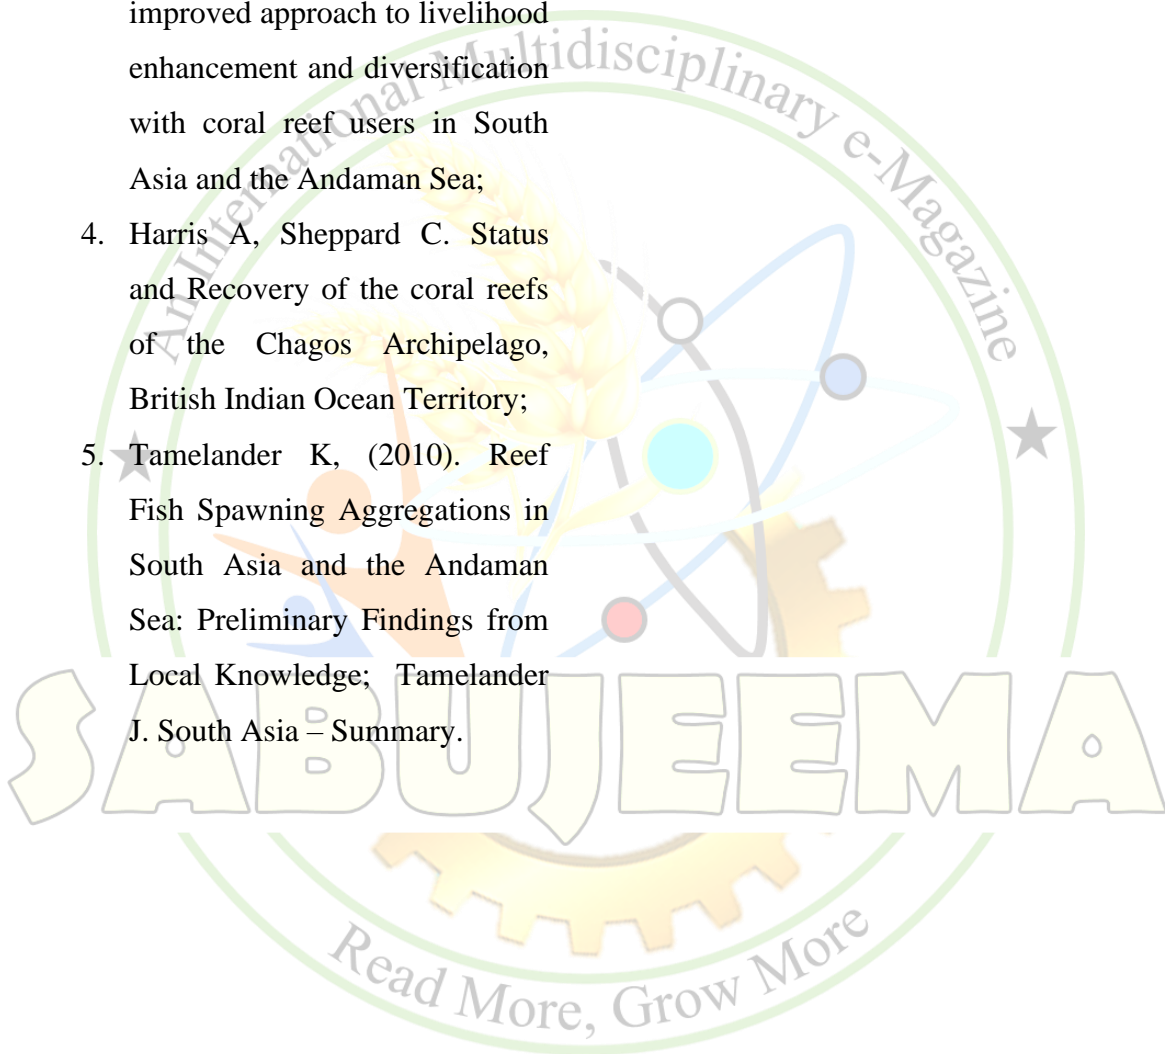 improved approach to livelihood
enhancement and diversification
with coral reef users in South
Asia and the Andaman Sea;
4. Harris A, Sheppard C. Status
and Recovery of the coral reefs
of the Chagos Archipelago,
British Indian Ocean Territory;
5. Tamelander K, (2010). Reef
Fish Spawning Aggregations in
South Asia and the Andaman
Sea: Preliminary Findings from
Local Knowledge; Tamelander
J. South Asia – Summary.
An International Multidisciplinary e-Magazine
SABUJEEMA
Read More, Grow More